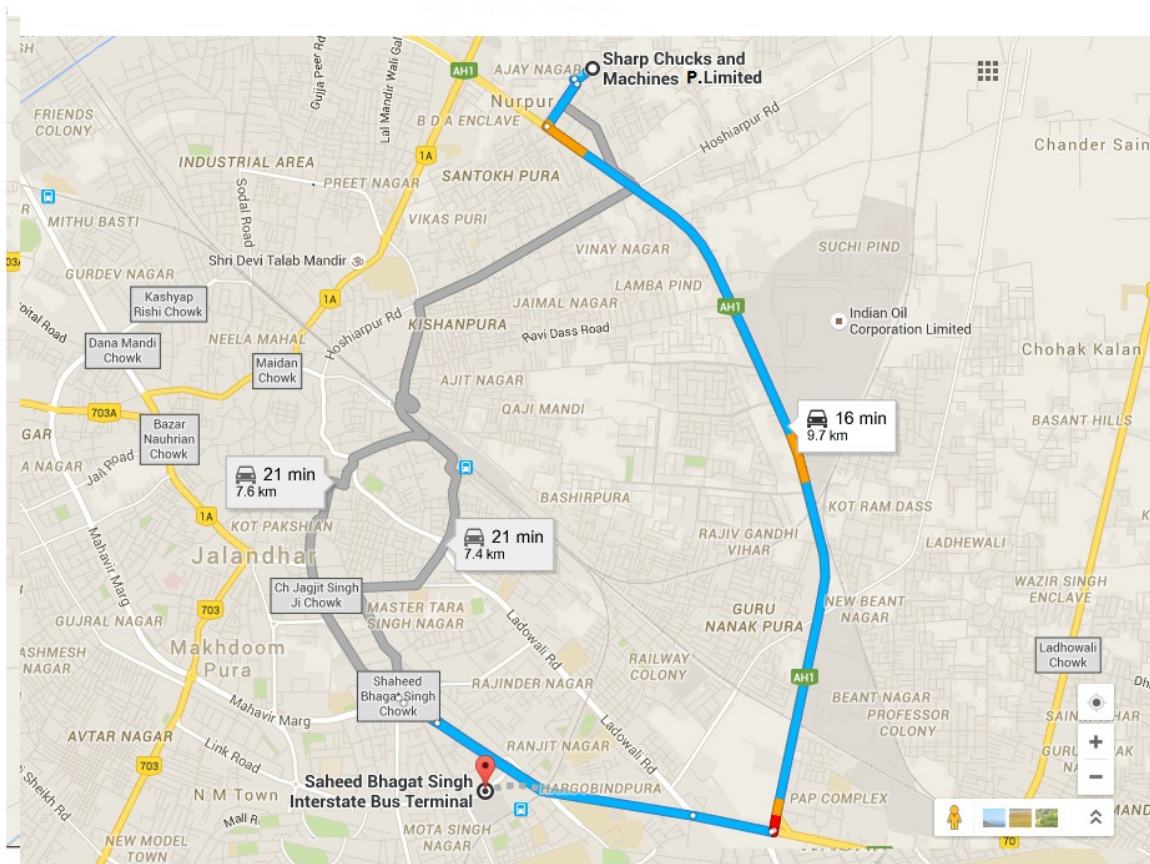 Sharp Chucks and
Machines P.Limited
AJAY NAGAR
AH1
Nurpur
Gujja Peer Rd
Lal Mandir Wali Gali
B D A ENCLAVE
Hoshiarpur Rd
FRIENDS
COLONY
Chander Sain
INDUSTRIAL AREA
1A
SANTOKH PURA
PREET NAGAR
Sodal Road
MITHU BASTI
VIKAS PURI
VINAY NAGAR
SUCHI PIND
Shri Devi Talab Mandir
GURDEV NAGAR
LAMBA PIND
Kashyap
Rishi Chowk
1A
JAIMAL NAGAR
AH1
Indian Oil
Corporation Limited
Hoshiarpur Rd
KISHANPURA
Ravi Dass Road
NEELA MAHAL
Dana Mandi
Chowk
Chohak Kalan
Maidan
Chowk
AJIT NAGAR
703A
QAJI MANDI
16 min
9.7 km
BASANT HILLS
Bazar
Nauhrian
Chowk
Jail Road
21 min
7.6 km
BASHIRPURA
KOT RAM DASS
1A
KOT PAKSHIAN
21 min
7.4 km
RAJIV GANDHI
VIHAR
LADHEWALI
Jalandhar
Mahavir Marg
Ch Jagjit Singh
Ji Chowk
WAZIR SINGH
ENCLAVE
703
MASTER TARA
SINGH NAGAR
GURU
NANAK PURA
NEW BEANT
NAGAR
GUJRAL NAGAR
Ladowali Rd
Makhdoom
Pura
Ladhowali
Chowk
RAILWAY
COLONY
Shaheed
Bhagat Singh
Chowk
RAJINDER NAGAR
AH1
BEANT NAGAR
PROFESSOR
COLONY
Mahavir Marg
AVTAR NAGAR
Link Road
RANJIT NAGAR
Ladowali Rd
703
Saheed Bhagat Singh
Interstate Bus Terminal
HARGOBINDPURA
N M Town
PAP COMPLEX
MOTA SINGH
NAGAR
NEW MODEL
TOWN
70